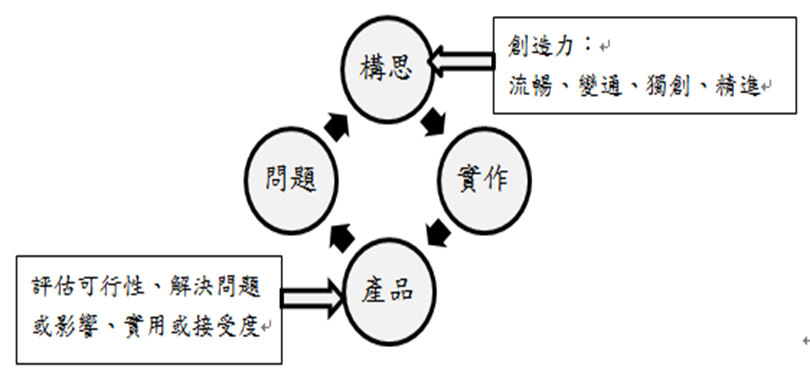 構思
創造力：
流暢、變通、獨創、精進
問題
實作
產品
評估可行性、解決問題
或影響、實用或接受度